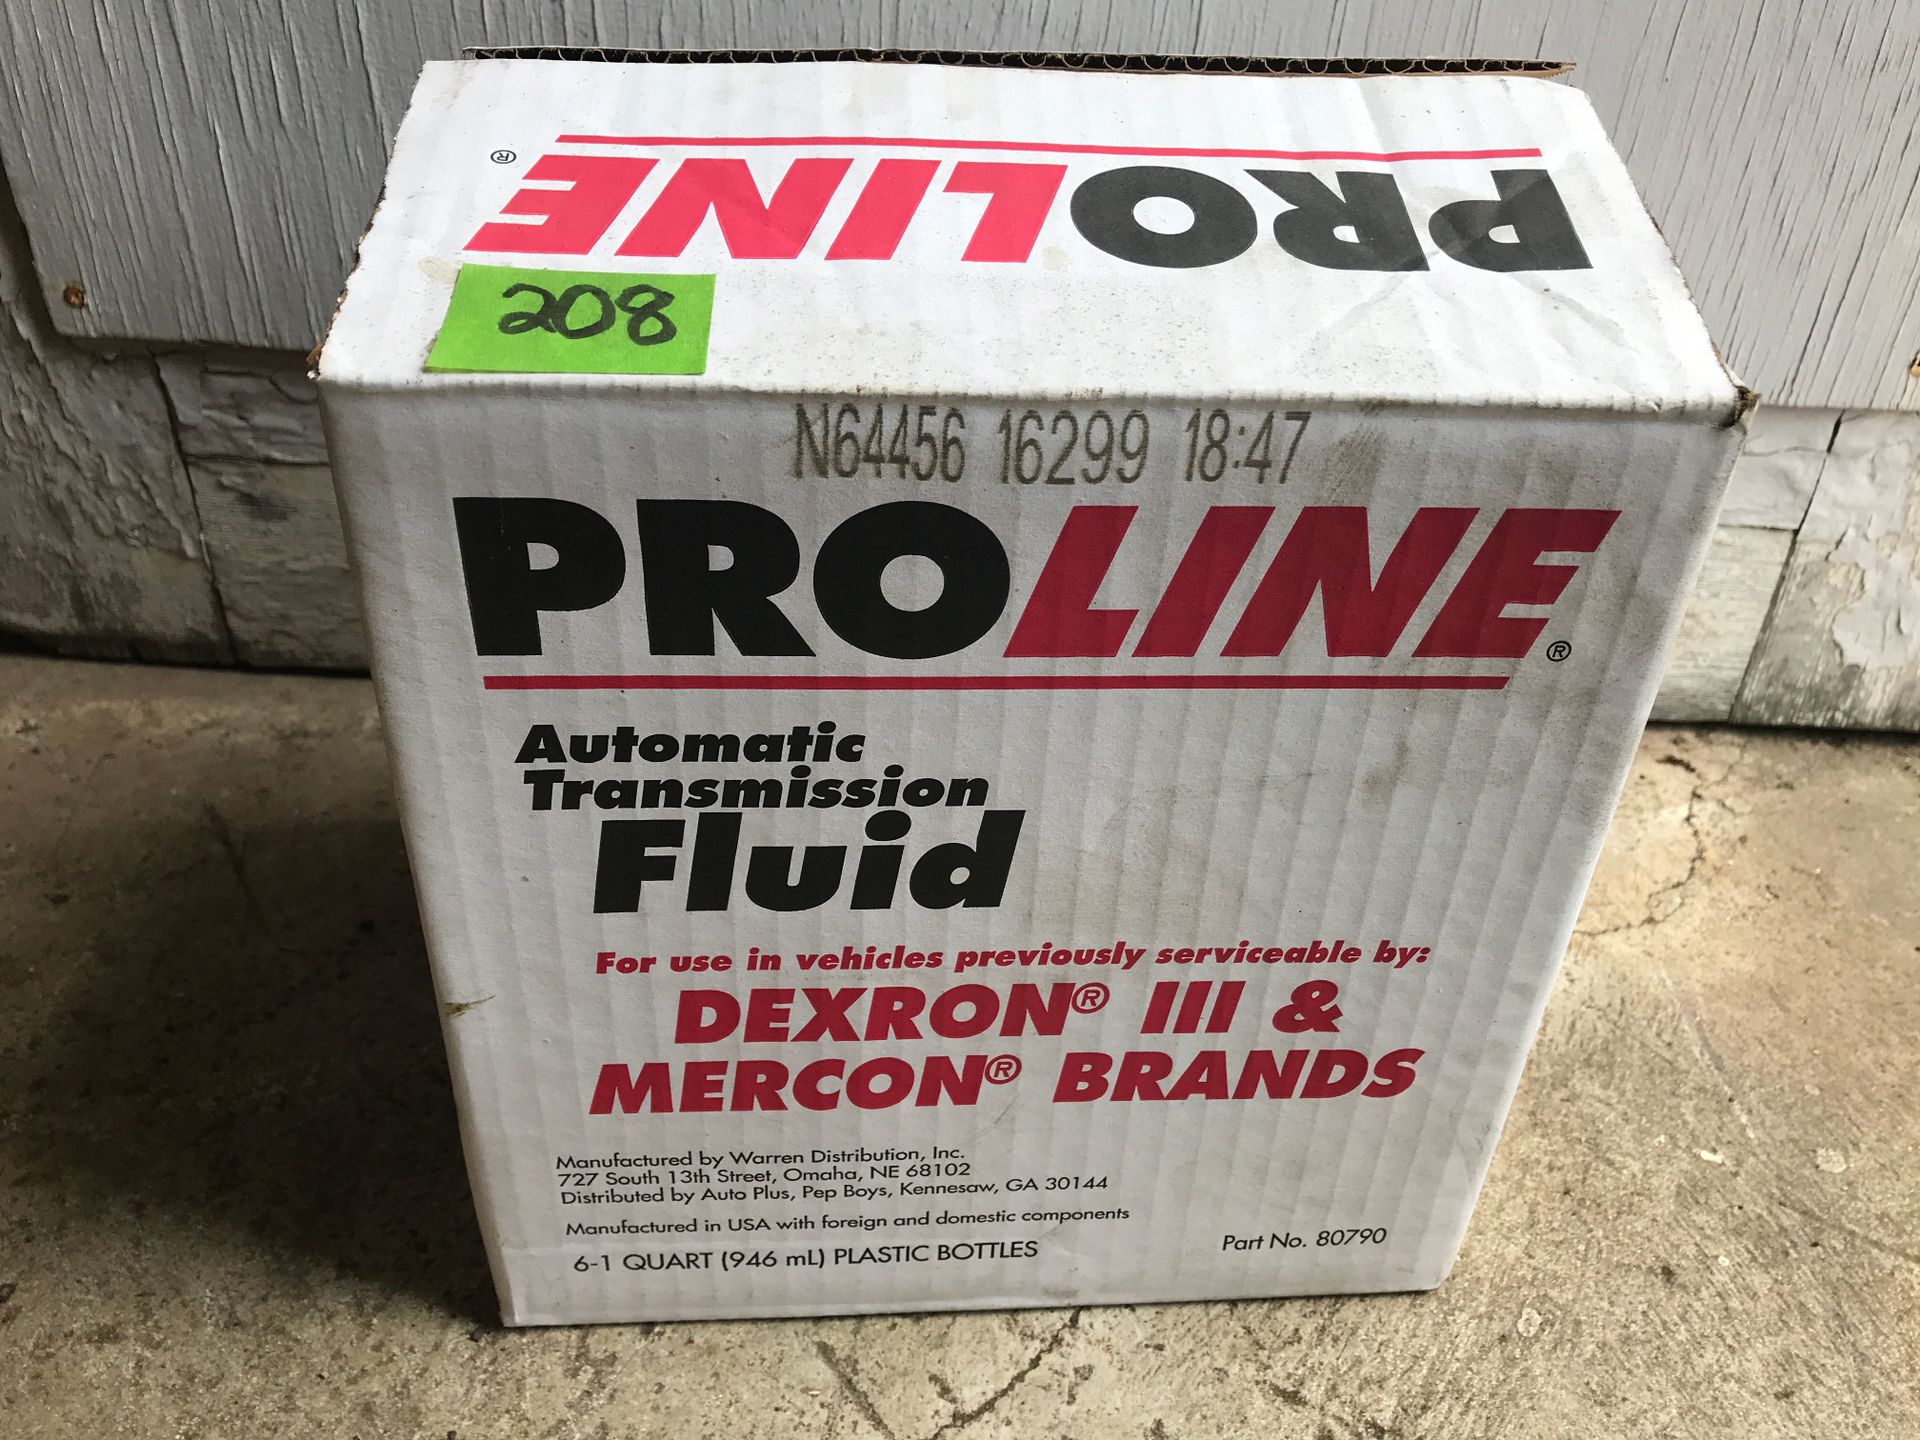 PROLINE®
208
N64456 16299 18:47
PROLINE®
Automatic
Transmission
Fluid
For use in vehicles previously serviceable by:
DEXRON® III &
MERCON® BRANDS
Manufactured by Warren Distribution, Inc.
727 South 13th Street, Omaha, NE 68102
Distributed by Auto Plus, Pep Boys, Kennesaw, GA 30144
Manufactured in USA with foreign and domestic components
6-1 QUART (946 mL) PLASTIC BOTTLES
Part No. 80790